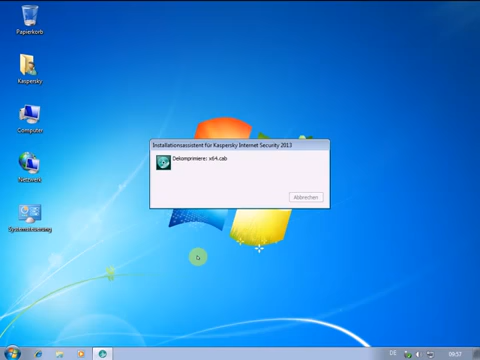 Papierkorb
Kaspersky
Computer
Netzwerk
Systemsteuerung
Installationsassistent für Kaspersky Internet Security 2013
Dekomprimiere: x64.cab
Abbrechen
DE
09:57